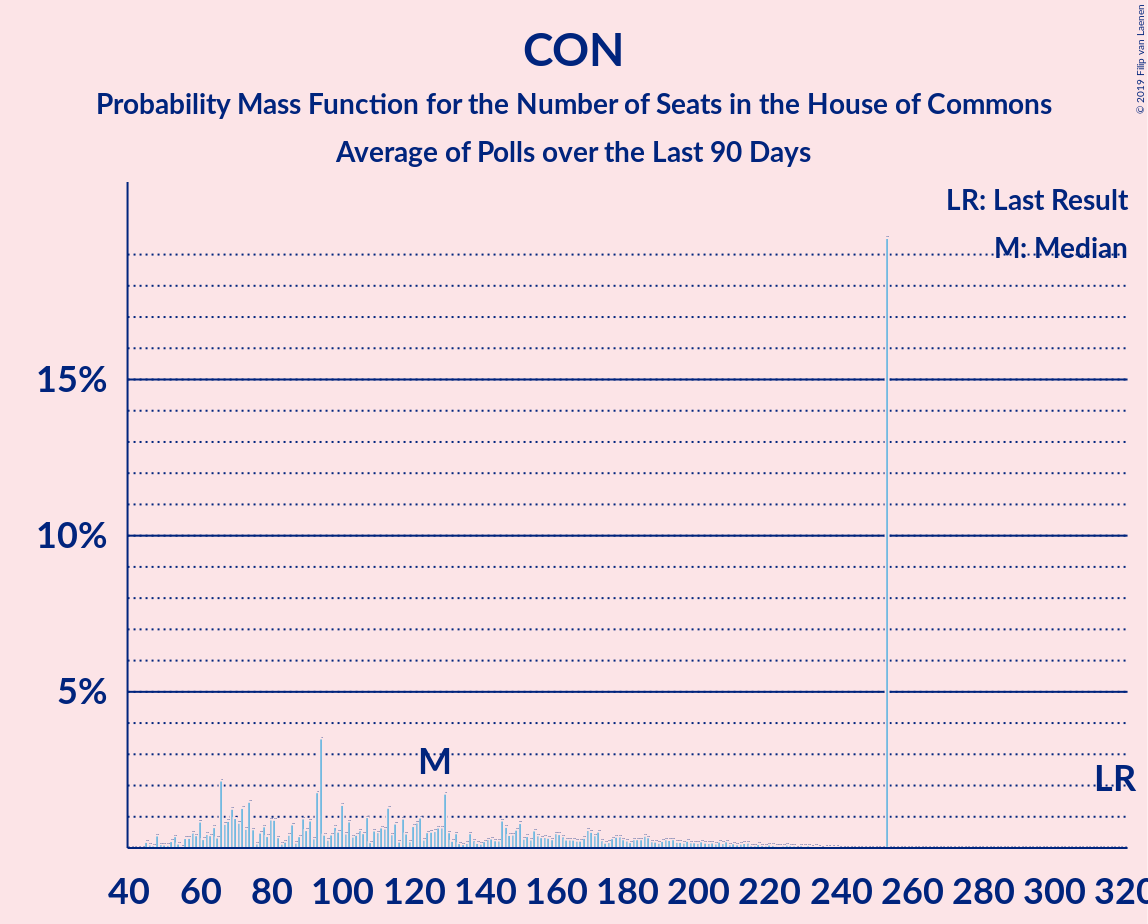 © 2019 Filip van Laenen
CON
Probability Mass Function for the Number of Seats in the House of Commons
Average of Polls over the Last 90 Days
LR: Last Result
M: Median
15%
10%
5%
M
LR
40 60 80 100 120 140 160 180 200 220 240 260 280 300 320